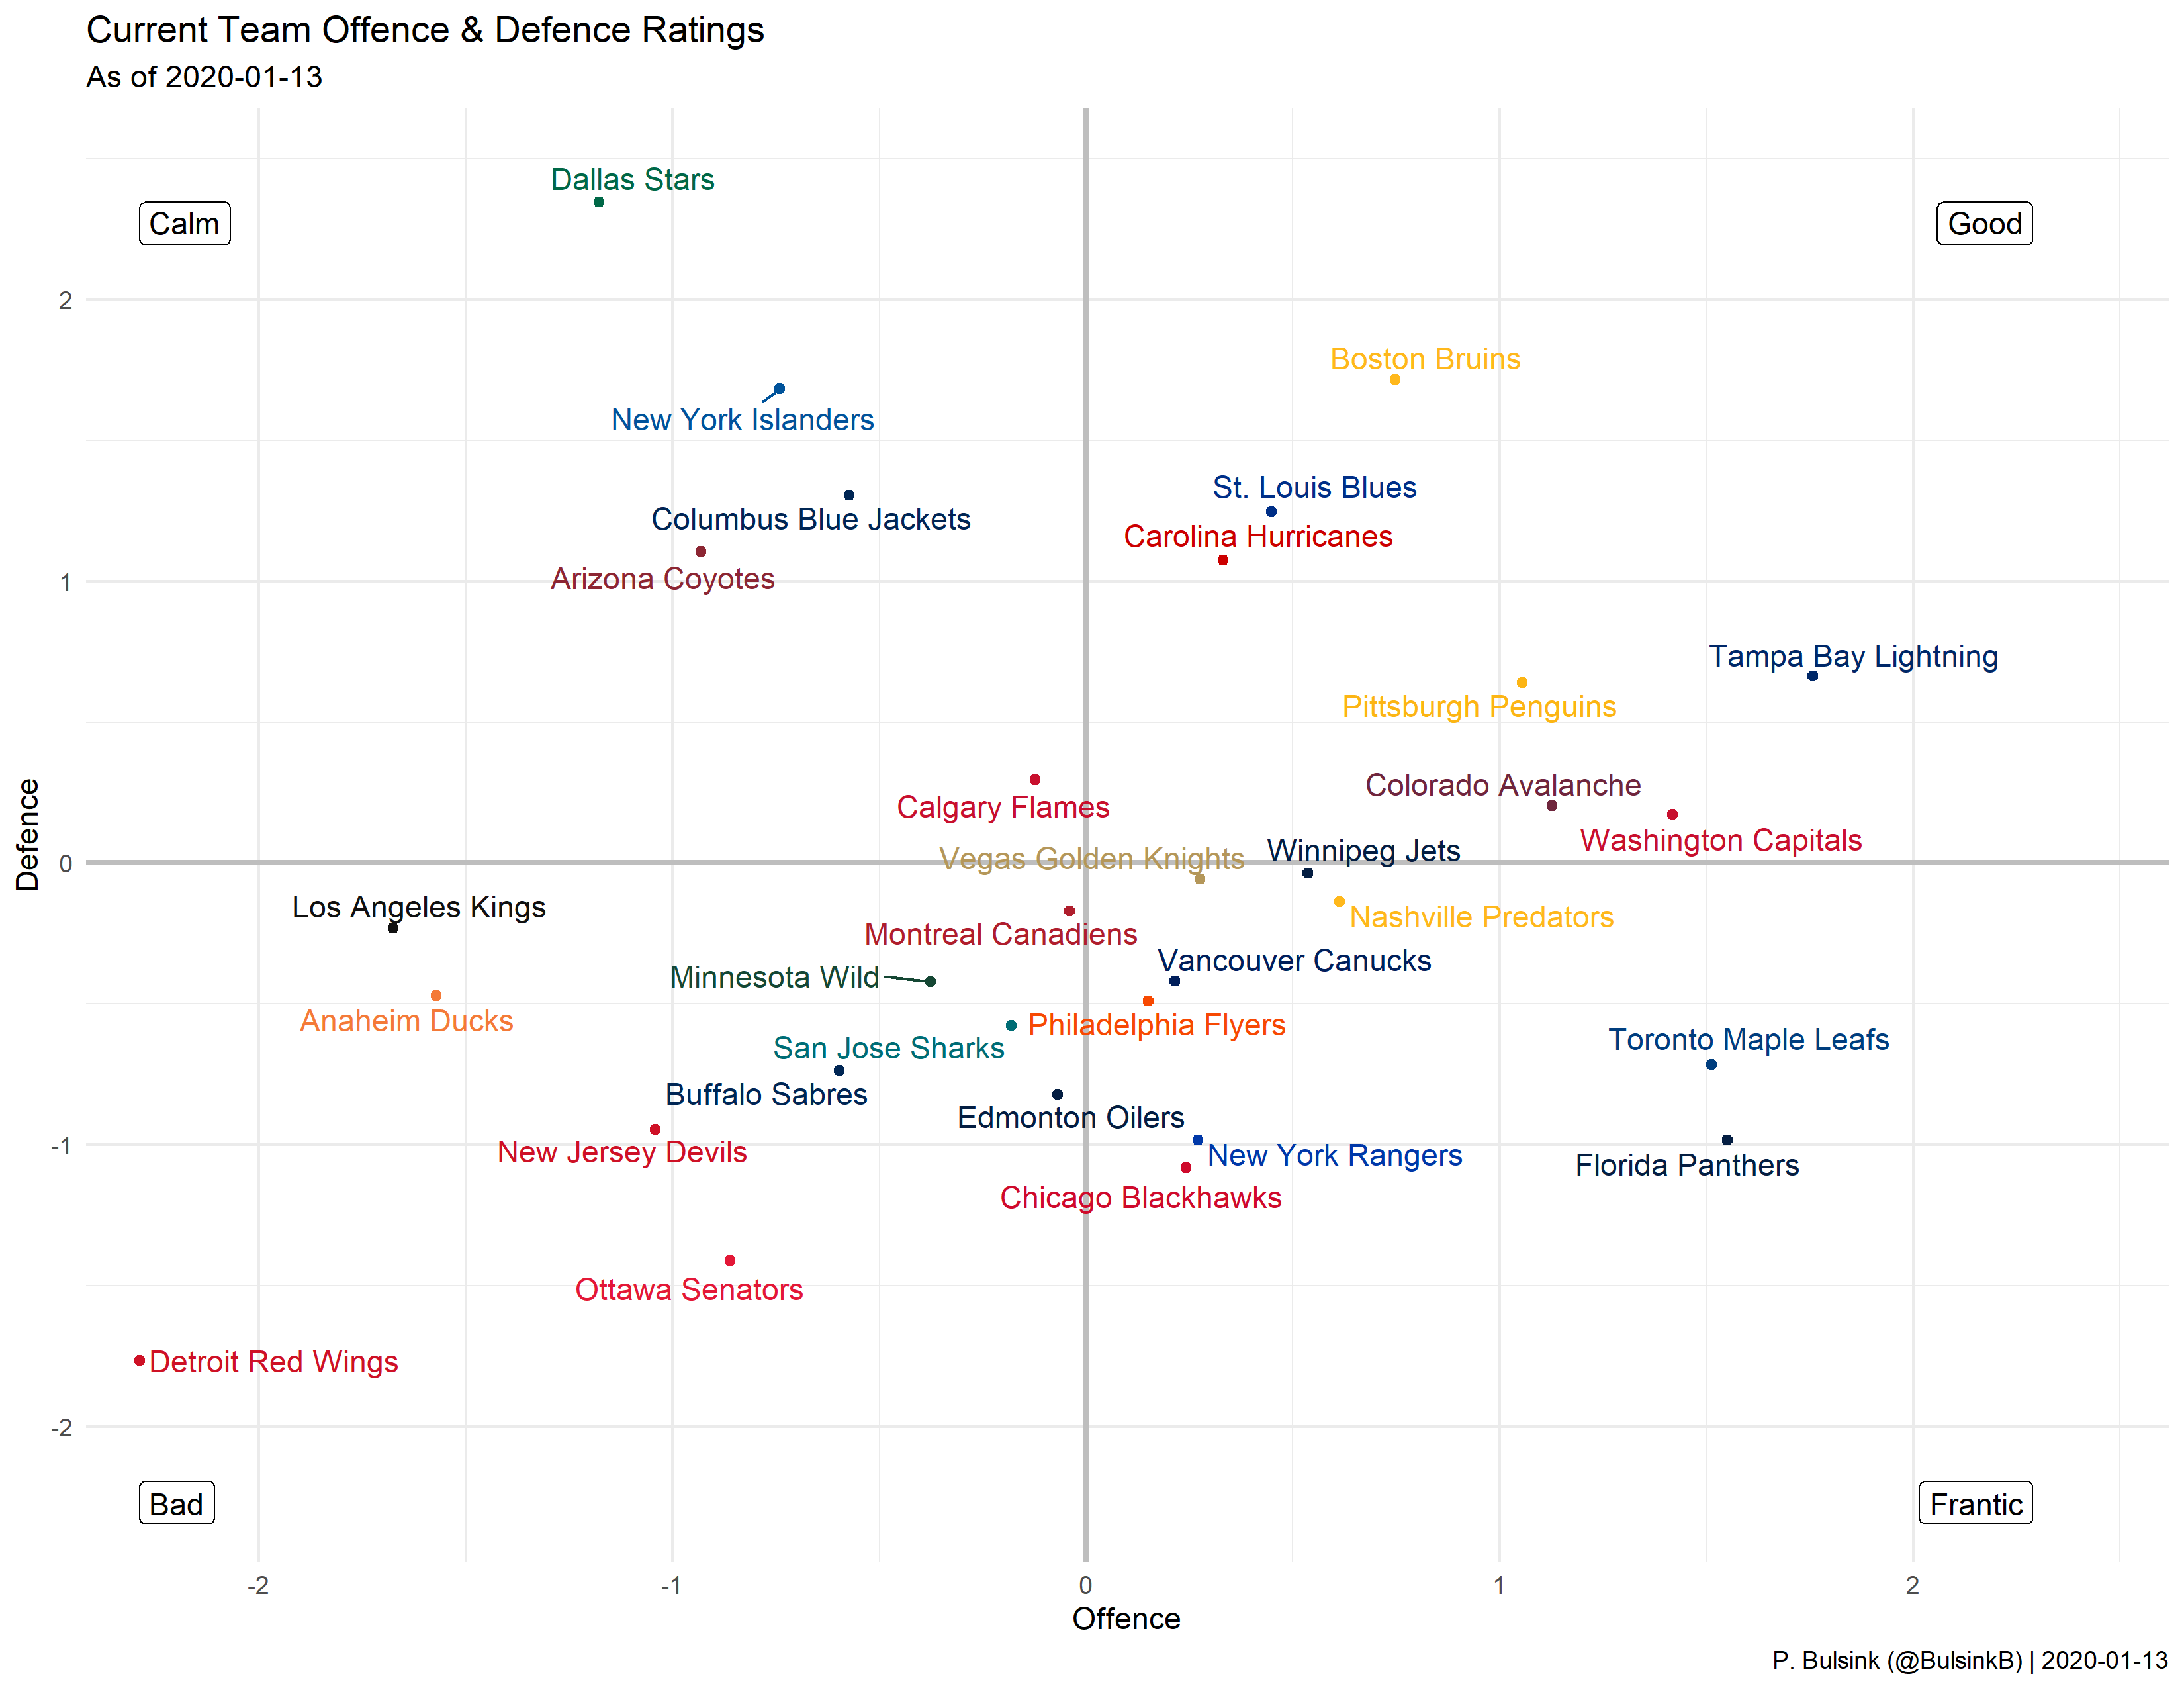 Current Team Offence & Defence Ratings
As of 2020-01-13
Dallas Stars
Calm
Good
2
Boston Bruins
New York Islanders
St. Louis Blues
Columbus Blue Jackets
Carolina Hurricanes
Arizona Coyotes
1
Tampa Bay Lightning
Pittsburgh Penguins
Colorado Avalanche
Calgary Flames
Washington Capitals
Winnipeg Jets
Vegas Golden Knights
0
Defence
Los Angeles Kings
Nashville Predators
Montreal Canadiens
Vancouver Canucks
Minnesota Wild
Anaheim Ducks
Philadelphia Flyers
Toronto Maple Leafs
San Jose Sharks
Buffalo Sabres
Edmonton Oilers
-1
New Jersey Devils
New York Rangers
Florida Panthers
Chicago Blackhawks
Ottawa Senators
Detroit Red Wings
-2
Bad
Frantic
-2 -1 0 1 2
Offence
P. Bulsink (@BulsinkB) | 2020-01-13